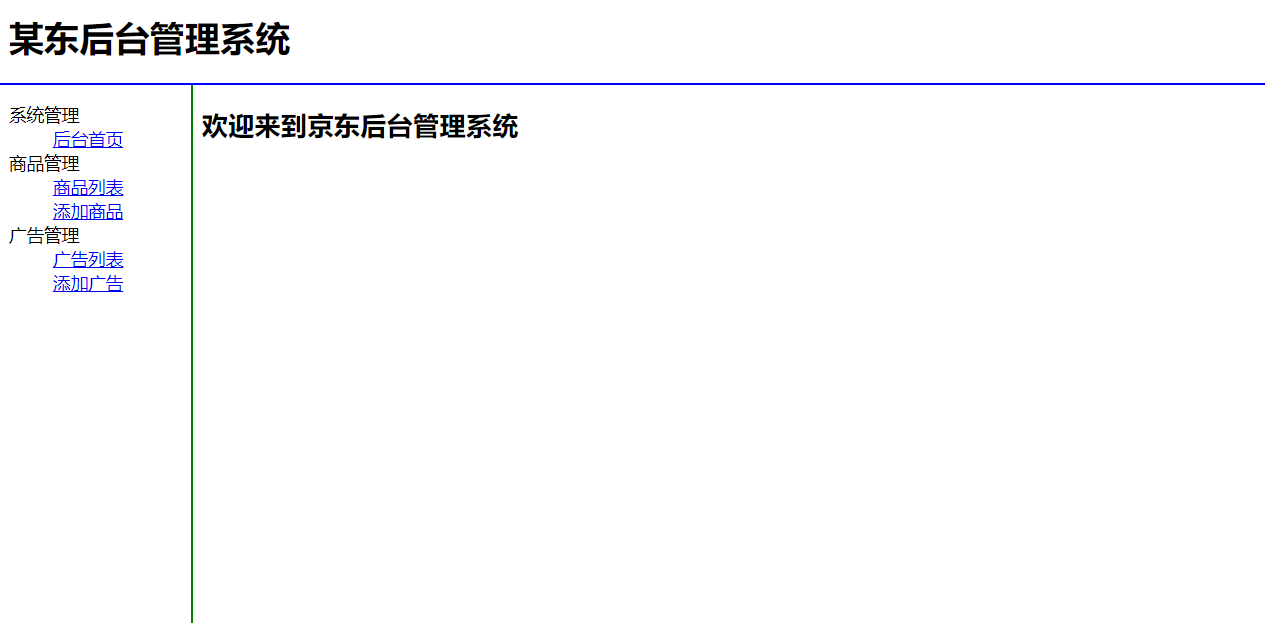 某东后台管理系统
系统管理
后台首页
商品管理
商品列表
添加商品
广告管理
广告列表
添加广告
欢迎来到京东后台管理系统